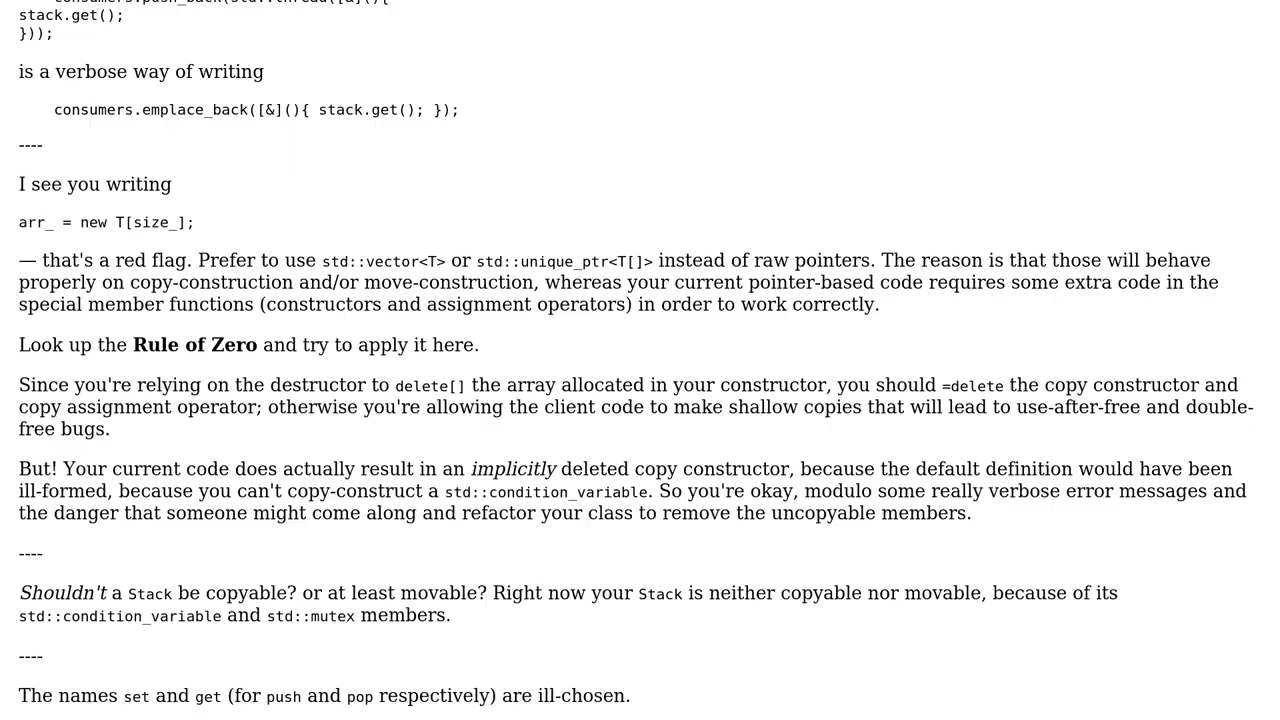 consumers.push_back(std::thread([&](){
stack.get();
}));
is a verbose way of writing
consumers.emplace_back([&](){ stack.get(); });
----
I see you writing
arr_ = new T[size_];
— that's a red flag. Prefer to use std::vector<T> or std::unique_ptr<T[]> instead of raw pointers. The reason is that those will behave
properly on copy-construction and/or move-construction, whereas your current pointer-based code requires some extra code in the
special member functions (constructors and assignment operators) in order to work correctly.
Look up the Rule of Zero and try to apply it here.
Since you're relying on the destructor to delete[] the array allocated in your constructor, you should =delete the copy constructor and
copy assignment operator; otherwise you're allowing the client code to make shallow copies that will lead to use-after-free and double-
free bugs.
But! Your current code does actually result in an implicitly deleted copy constructor, because the default definition would have been
ill-formed, because you can't copy-construct a std::condition_variable. So you're okay, modulo some really verbose error messages and
the danger that someone might come along and refactor your class to remove the uncopyable members.
----
Shouldn't a Stack be copyable? or at least movable? Right now your Stack is neither copyable nor movable, because of its
std::condition_variable and std::mutex members.
----
The names set and get (for push and pop respectively) are ill-chosen.